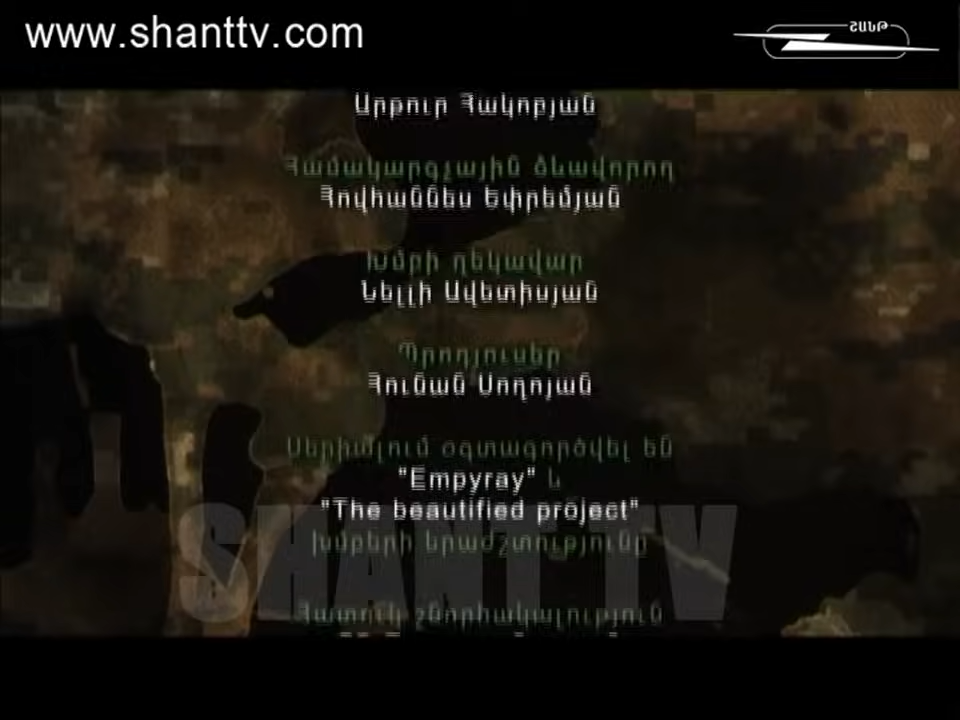 www.shanttv.com
ՇԱՆԹ
Արթուր Հակոբյան
Համակարգչային ձևավորող
Հովհաննես Եփրեմյան
Խմբի ղեկավար
Նելլի Ավետիսյան
Պրոդյուսեր
Հունան Սողոյան
Սերիալում օգտագործվել են
"Empyray" և
"The beautified project"
խմբերի երաժշտությունը
SHANT TV
Հատուկ շնորհակալություն